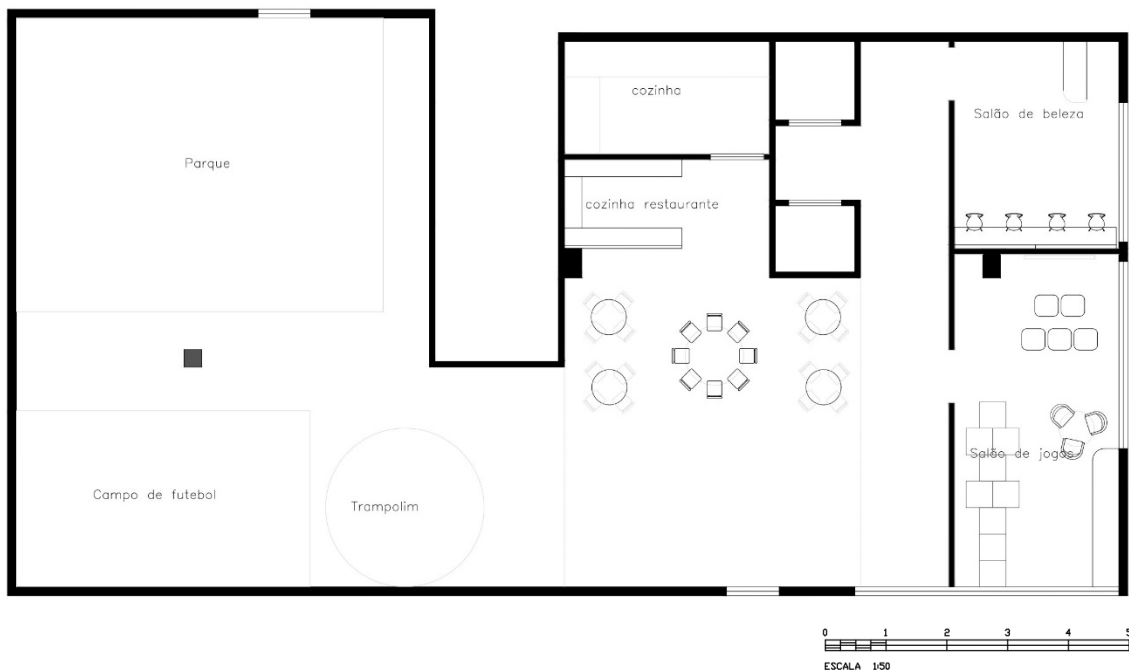 cozinha
Salão de beleza
Parque
cozinha restaurante
Salão de jogos
Campo de futebol
Trampolim
0 1 2 3 4 5
ESCALA 1:50